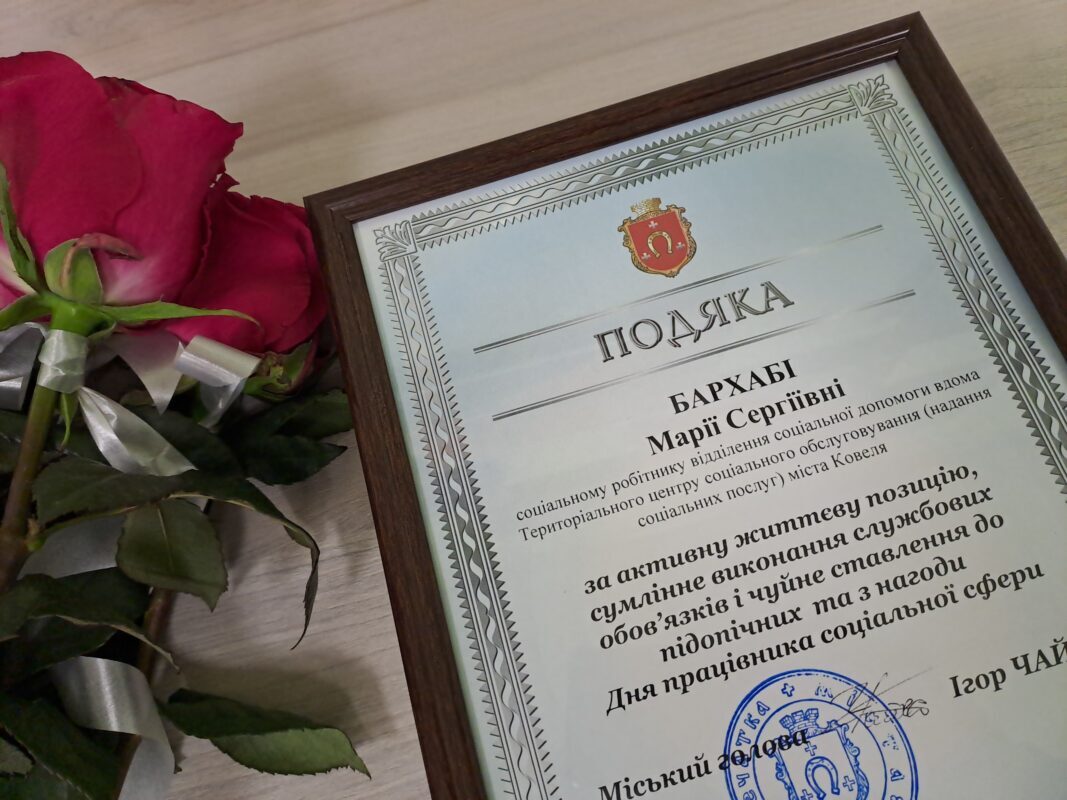 ПОДЯКА
БАРХАБІ
Марії Сергіївні
соціальному робітнику відділення соціальної допомоги вдома
Територіального центру соціального обслуговування (надання
соціальних послуг) міста Ковеля
за активну життєву позицію,
сумлінне виконання службових
обов’язків і чуйне ставлення до
підопічних та з нагоди
Дня працівника соціальної сфери
Міський голова Ігор ЧАЙ